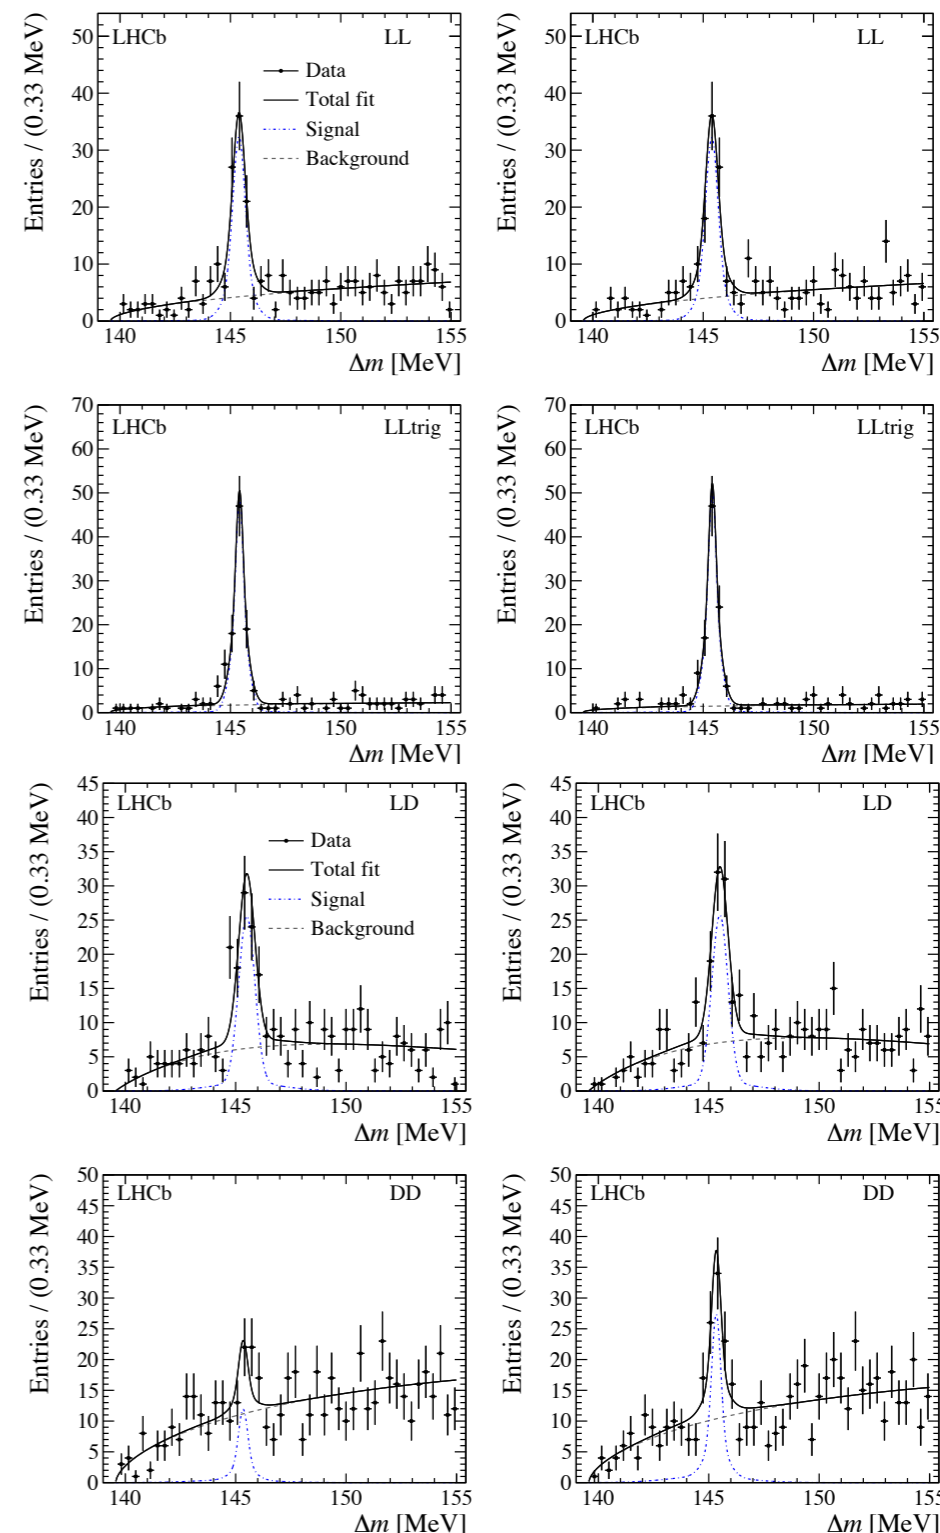 Entries / (0.33 MeV)
50
40
30
20
10
0
LHCb
LL
Data
Total fit
Signal
Background
140
145
150
155
Δm [MeV]
Entries / (0.33 MeV)
50
40
30
20
10
0
LHCb
LL
140
145
150
155
Δm [MeV]
Entries / (0.33 MeV)
70
60
50
40
30
20
10
0
LHCb
LLtrig
140
145
150
155
Δm [MeV]
Entries / (0.33 MeV)
70
60
50
40
30
20
10
0
LHCb
LLtrig
140
145
150
155
Δm [MeV]
Entries / (0.33 MeV)
45
40
35
30
25
20
15
10
5
0
LHCb
LD
Data
Total fit
Signal
Background
140
145
150
155
Δm [MeV]
Entries / (0.33 MeV)
45
40
35
30
25
20
15
10
5
0
LHCb
LD
140
145
150
155
Δm [MeV]
Entries / (0.33 MeV)
50
45
40
35
30
25
20
15
10
5
0
LHCb
DD
140
145
150
155
Δm [MeV]
Entries / (0.33 MeV)
50
45
40
35
30
25
20
15
10
5
0
LHCb
DD
140
145
150
155
Δm [MeV]